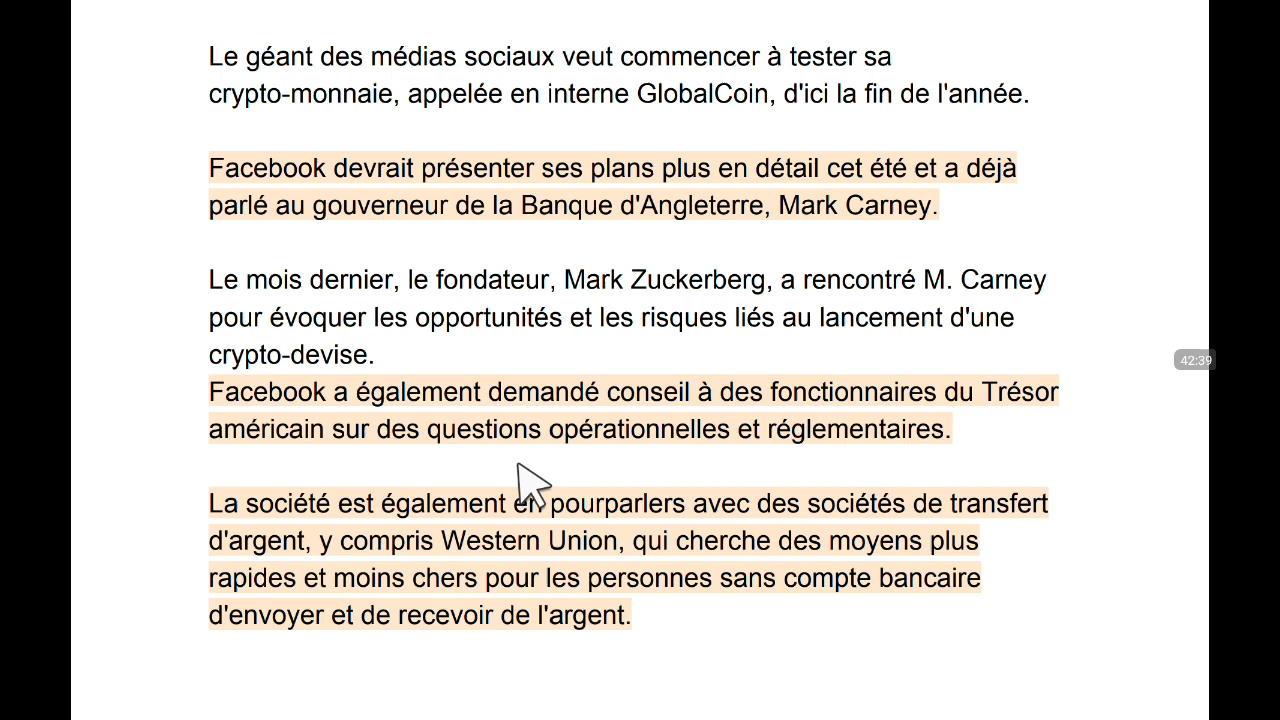 Le géant des médias sociaux veut commencer à tester sa
crypto-monnaie, appelée en interne GlobalCoin, d'ici la fin de l'année.
Facebook devrait présenter ses plans plus en détail cet été et a déjà
parlé au gouverneur de la Banque d'Angleterre, Mark Carney.
Le mois dernier, le fondateur, Mark Zuckerberg, a rencontré M. Carney
pour évoquer les opportunités et les risques liés au lancement d'une
crypto-devise.
Facebook a également demandé conseil à des fonctionnaires du Trésor
américain sur des questions opérationnelles et réglementaires.
La société est également en pourparlers avec des sociétés de transfert
d'argent, y compris Western Union, qui cherche des moyens plus
rapides et moins chers pour les personnes sans compte bancaire
d'envoyer et de recevoir de l'argent.
42:39